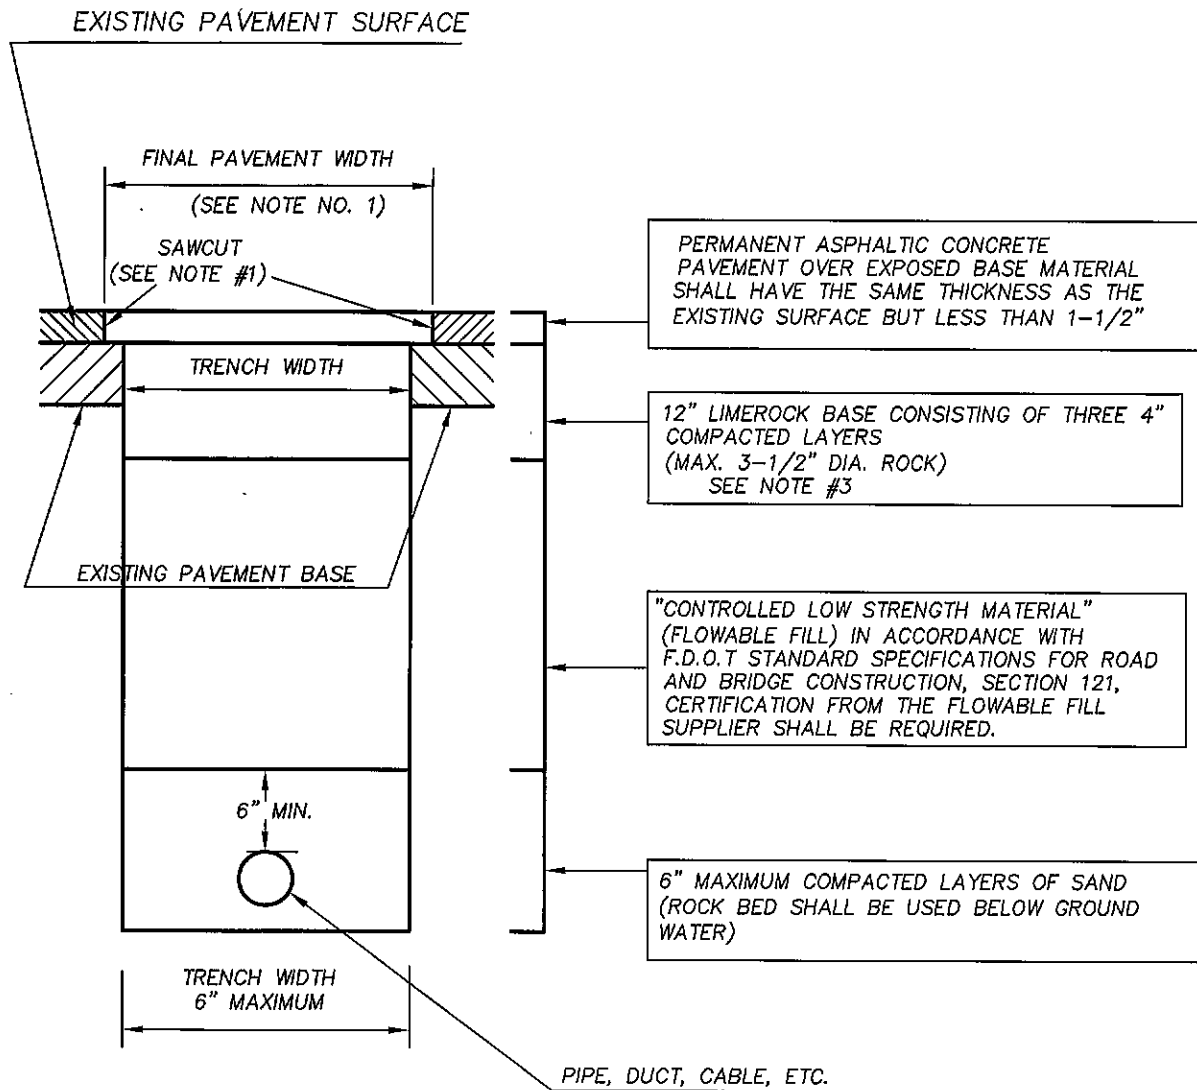 EXISTING PAVEMENT SURFACE
FINAL PAVEMENT WIDTH
(SEE NOTE NO. 1)
SAWCUT
(SEE NOTE #1)
TRENCH WIDTH
EXISTING PAVEMENT BASE
6" MIN.
TRENCH WIDTH
6" MAXIMUM
PIPE, DUCT, CABLE, ETC.
PERMANENT ASPHALTIC CONCRETE
PAVEMENT OVER EXPOSED BASE MATERIAL
SHALL HAVE THE SAME THICKNESS AS THE
EXISTING SURFACE BUT LESS THAN 1-1/2"
12" LIMEROCK BASE CONSISTING OF THREE 4"
COMPACTED LAYERS
(MAX. 3-1/2" DIA. ROCK)
SEE NOTE #3
"CONTROLLED LOW STRENGTH MATERIAL"
(FLOWABLE FILL) IN ACCORDANCE WITH
F.D.O.T STANDARD SPECIFICATIONS FOR ROAD
AND BRIDGE CONSTRUCTION, SECTION 121,
CERTIFICATION FROM THE FLOWABLE FILL
SUPPLIER SHALL BE REQUIRED.
6" MAXIMUM COMPACTED LAYERS OF SAND
(ROCK BED SHALL BE USED BELOW GROUND
WATER)